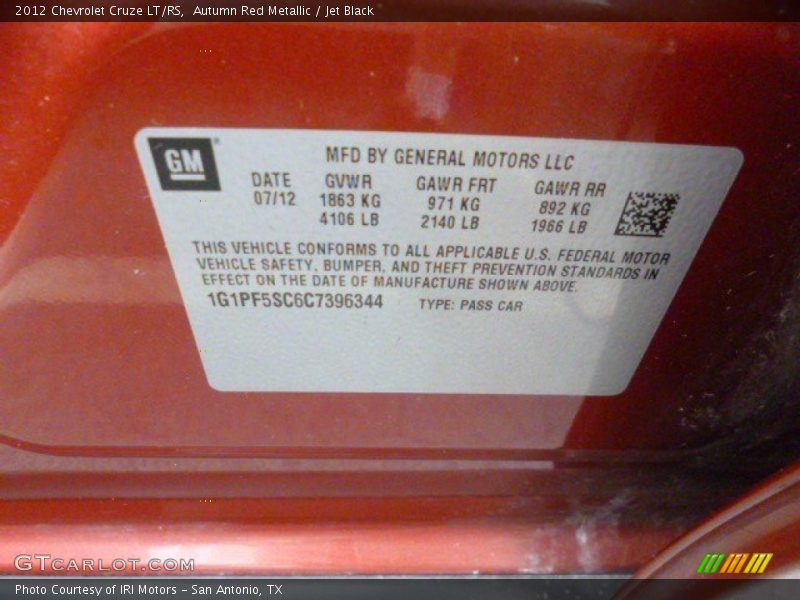 2012 Chevrolet Cruze LT/RS, Autumn Red Metallic / Jet Black
GM
MFD BY GENERAL MOTORS LLC
DATE GVWR GAWR FRT GAWR RR
07/12 1863 KG 971 KG 892 KG
4106 LB 2140 LB 1966 LB
THIS VEHICLE CONFORMS TO ALL APPLICABLE U.S. FEDERAL MOTOR
VEHICLE SAFETY, BUMPER, AND THEFT PREVENTION STANDARDS IN
EFFECT ON THE DATE OF MANUFACTURE SHOWN ABOVE.
1G1PF5SC6C7396344 TYPE: PASS CAR
GTCARLOT.COM
Photo Courtesy of IRI Motors - San Antonio, TX